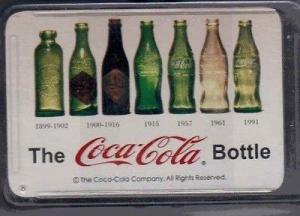 1899-1902 1900-1916 1915 1957 1961 1991
The Coca-Cola® Bottle
© The Coca-Cola Company. All Rights Reserved.